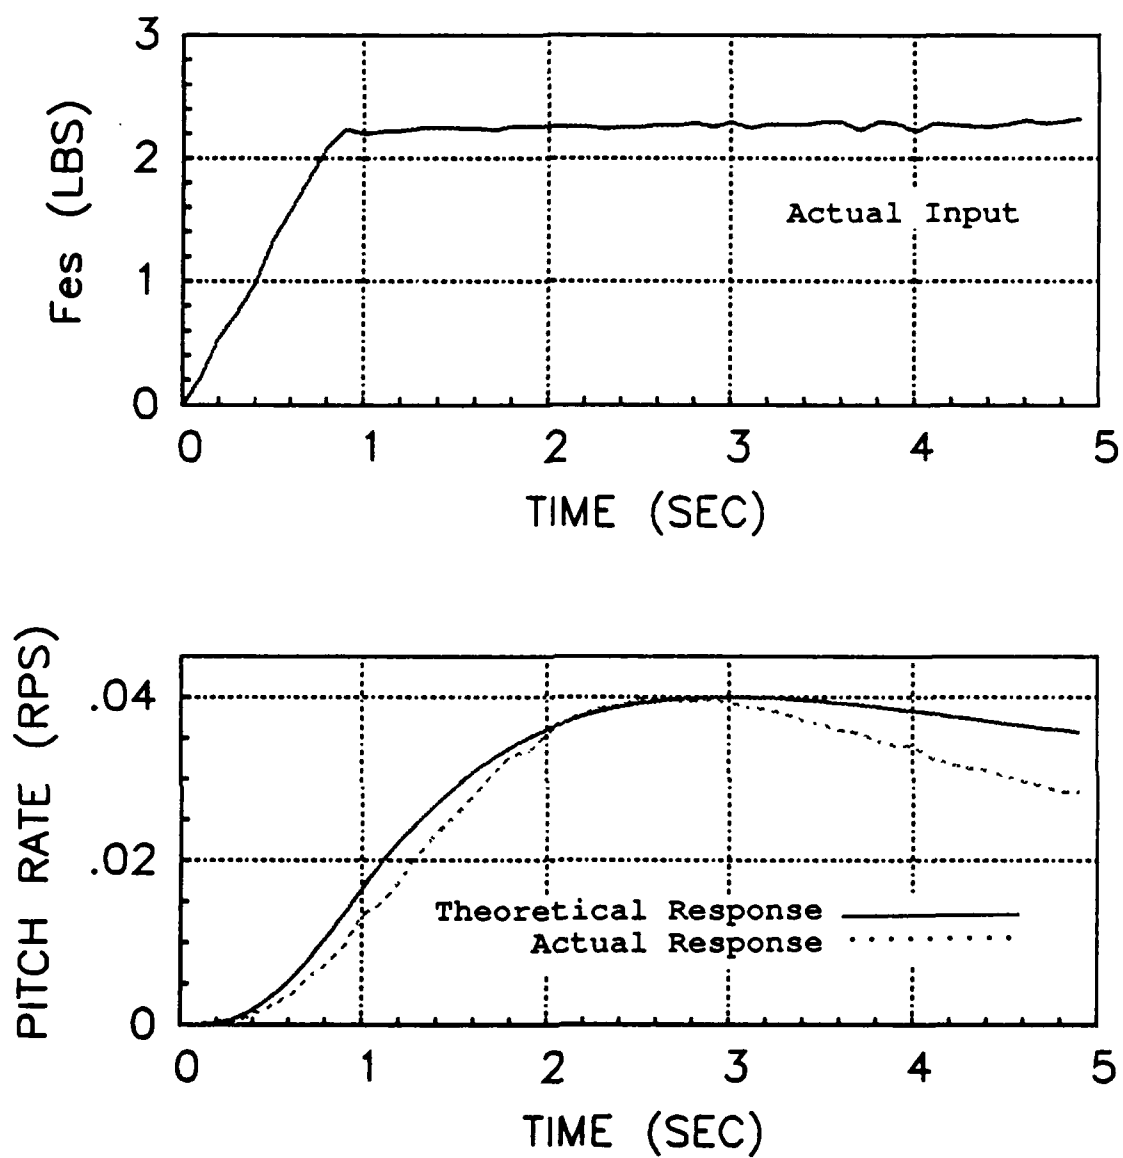 3
2
1
0
Fes (LBS)
Actual Input
0 1 2 3 4 5
TIME (SEC)
.04
.02
0
PITCH RATE (RPS)
Theoretical Response
Actual Response
0 1 2 3 4 5
TIME (SEC)